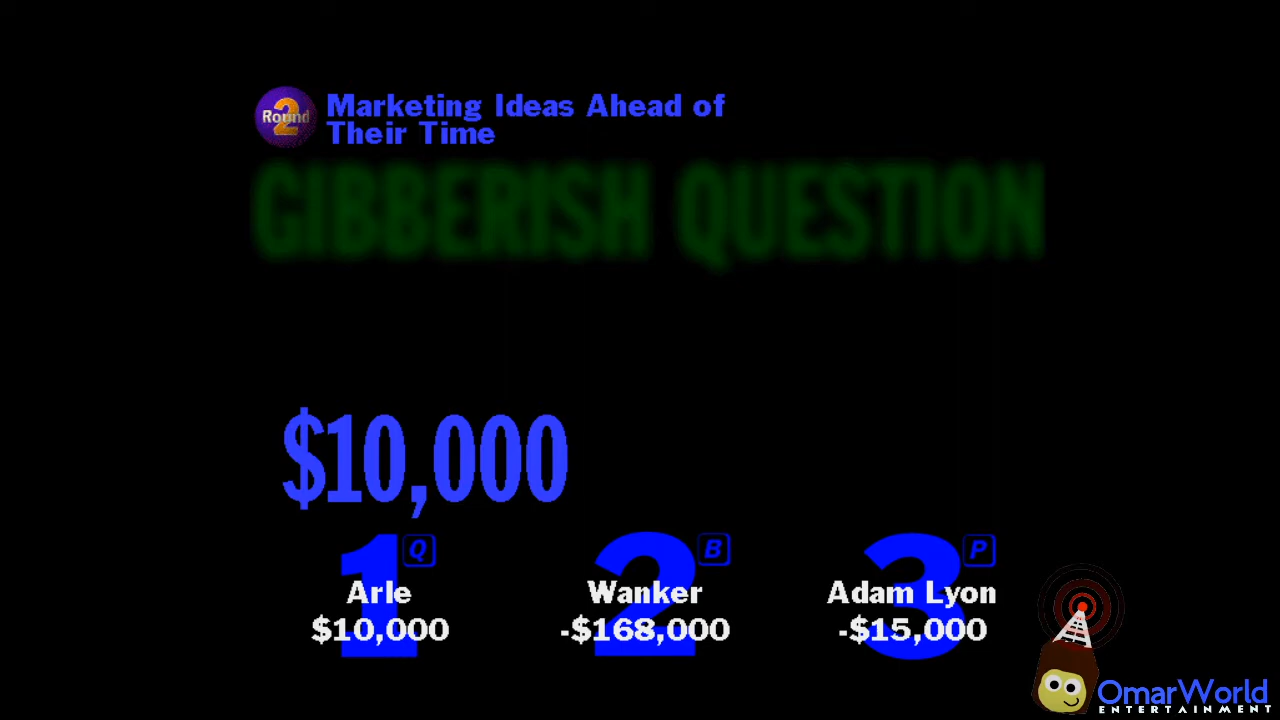 Round 2
Marketing Ideas Ahead of
Their Time
GIBBERISH QUESTION
$10,000
1 Q
2 B
3 P
Arle
Wanker
Adam Lyon
$10,000
-$168,000
-$15,000
OmarWorld
ENTERTAINMENT